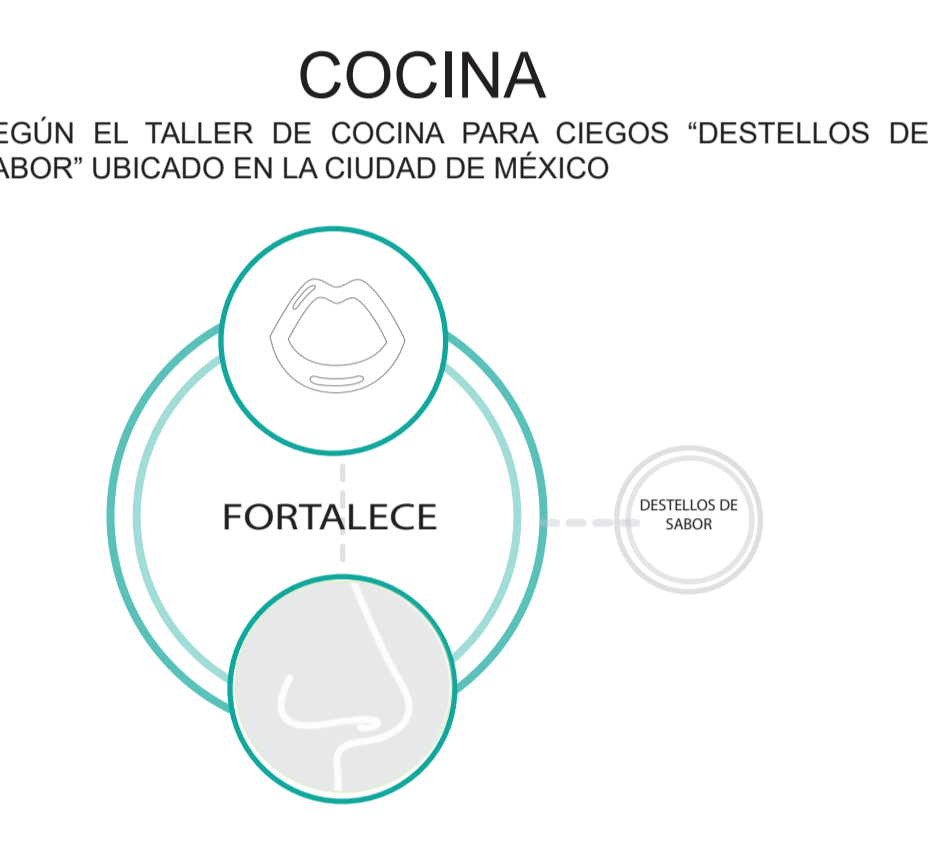 COCINA
EGÚN EL TALLER DE COCINA PARA CIEGOS “DESTELLOS DE
ABOR” UBICADO EN LA CIUDAD DE MÉXICO
FORTALECE
DESTELLOS DE
SABOR